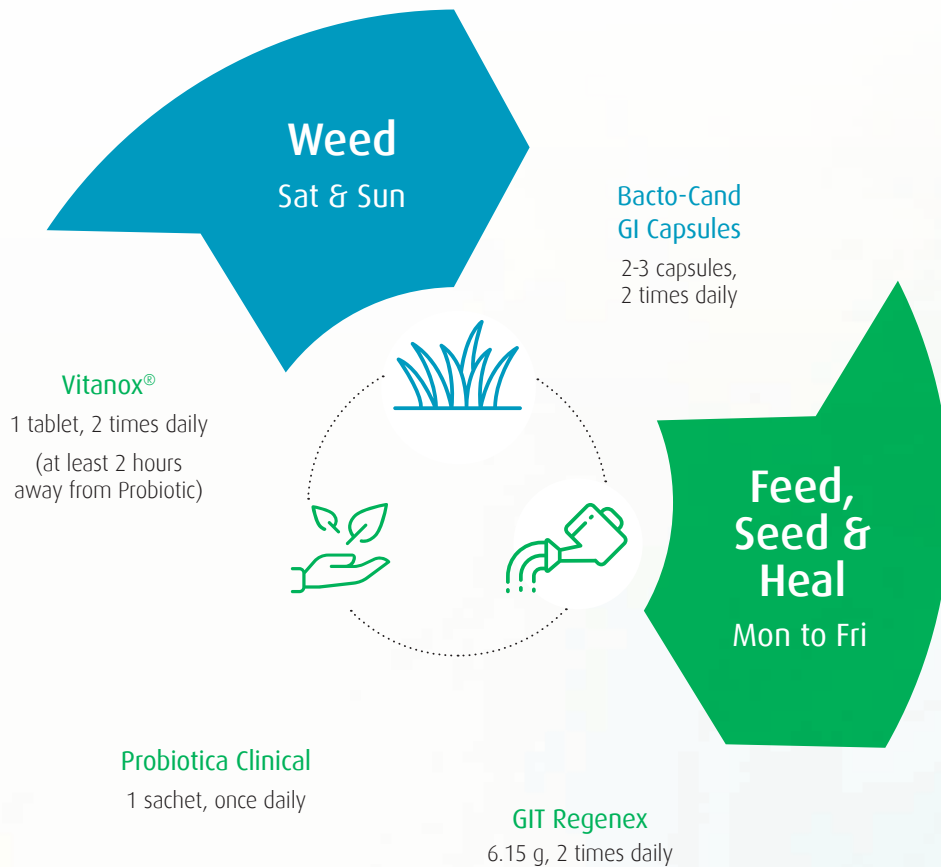 Weed
Sat & Sun
Bacto-Cand
GI Capsules
2-3 capsules,
2 times daily
Vitanox®
1 tablet, 2 times daily
(at least 2 hours
away from Probiotic)
Feed,
Seed &
Heal
Mon to Fri
Probiotica Clinical
1 sachet, once daily
GIT Regenex
6.15 g, 2 times daily